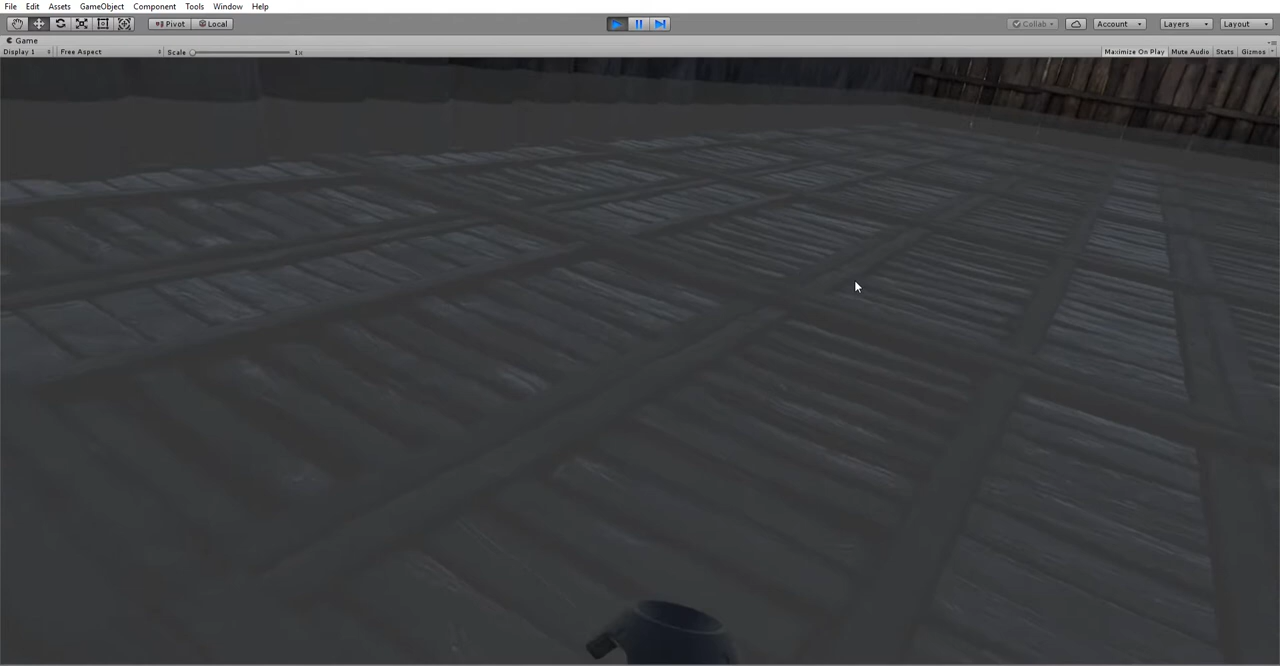 File Edit Assets GameObject Component Tools Window Help
Pivot Local Collab Account Layers Layout
Game
Display 1 Free Aspect Scale 1x Maximize On Play Mute Audio Stats Gizmos